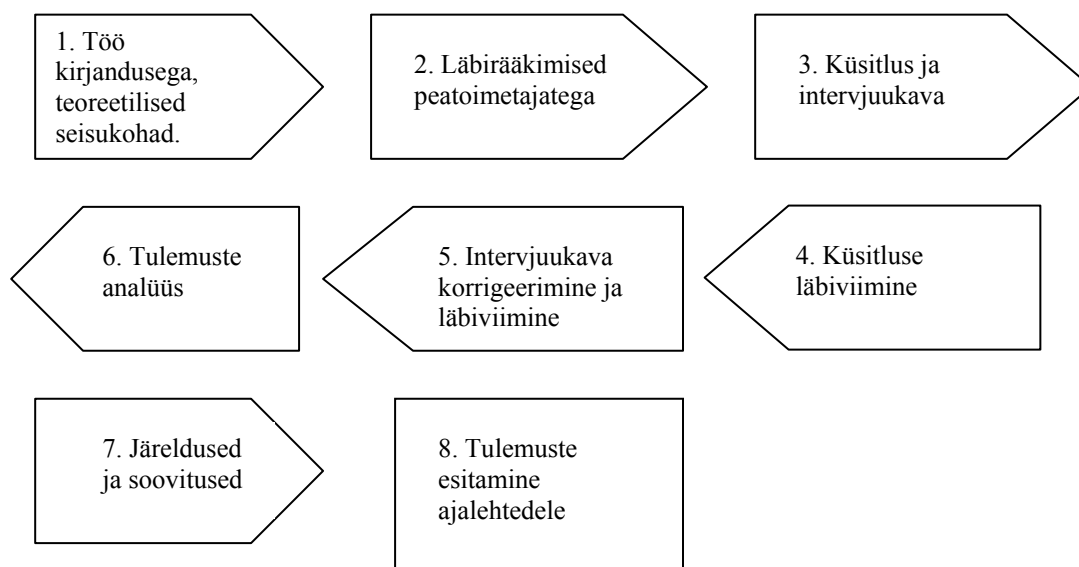 1. Töö
kirjandusega,
teoreetilised
seisukohad.
2. Läbirääkimised
peatoimetajatega
3. Küsitlus ja
intervjuukava
4. Küsitluse
läbiviimine
5. Intervjuukava
korrigeerimine ja
läbiviimine
6. Tulemuste
analüüs
7. Järeldused
ja soovitused
8. Tulemuste
esitamine
ajalehtedele